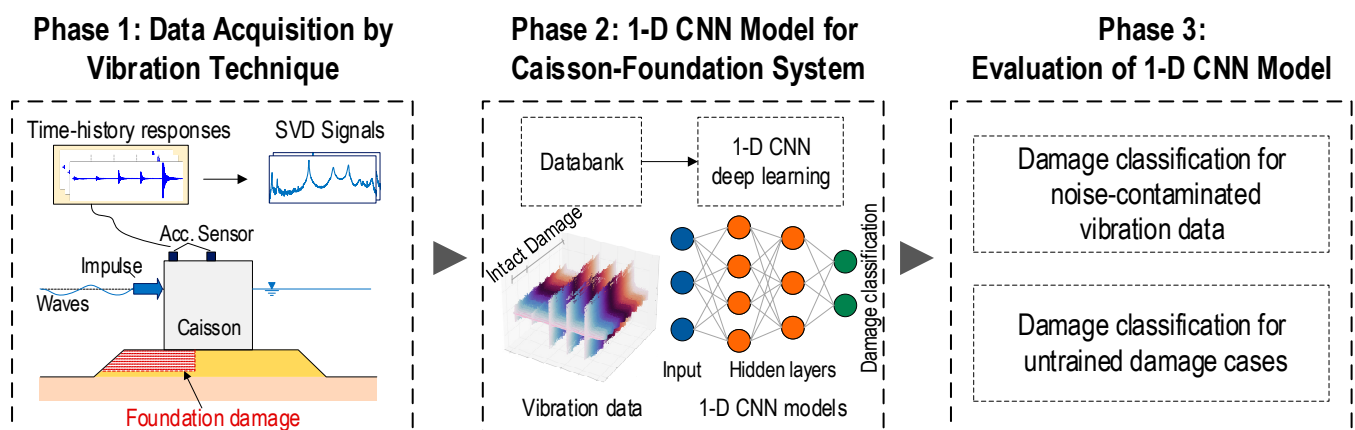 Phase 1: Data Acquisition by
Vibration Technique
Time-history responses
SVD Signals
Acc. Sensor
Impulse
Waves
Caisson
Foundation damage
Phase 2: 1-D CNN Model for
Caisson-Foundation System
Databank
1-D CNN
deep learning
Intact Damage
Damage classification
Input
Hidden layers
Vibration data
1-D CNN models
Phase 3:
Evaluation of 1-D CNN Model
Damage classification for
noise-contaminated
vibration data
Damage classification for
untrained damage cases